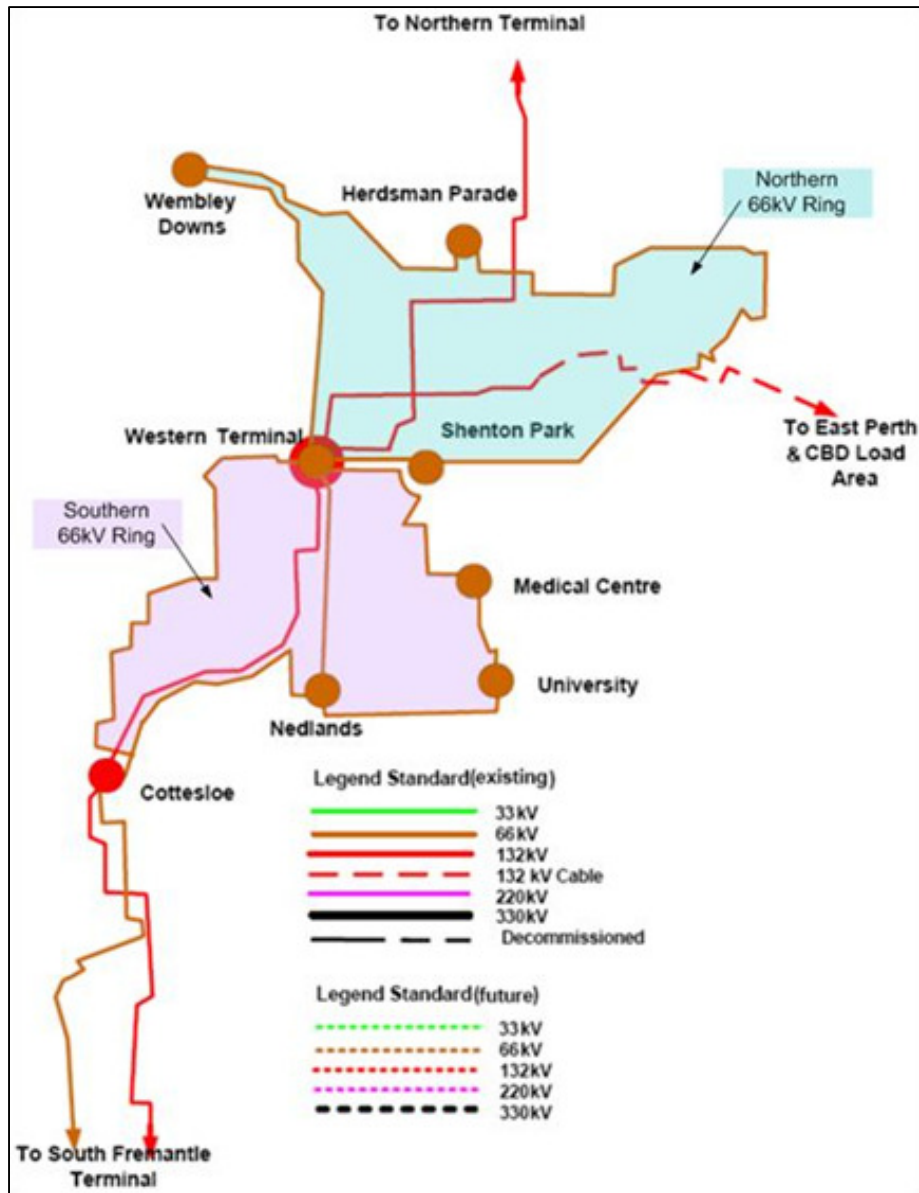 To Northern Terminal
Northern
66kV Ring
Herdsman Parade
Wembley
Downs
Western Terminal
Shenton Park
To East Perth
& CBD Load
Area
Southern
66kV Ring
Medical Centre
University
Nedlands
Cottesloe
Legend Standard(existing)
33kV
66kV
132kV
132 kV Cable
220kV
330kV
Decommissioned
Legend Standard(future)
33kV
66kV
132kV
220kV
330kV
To South Fremantle
Terminal